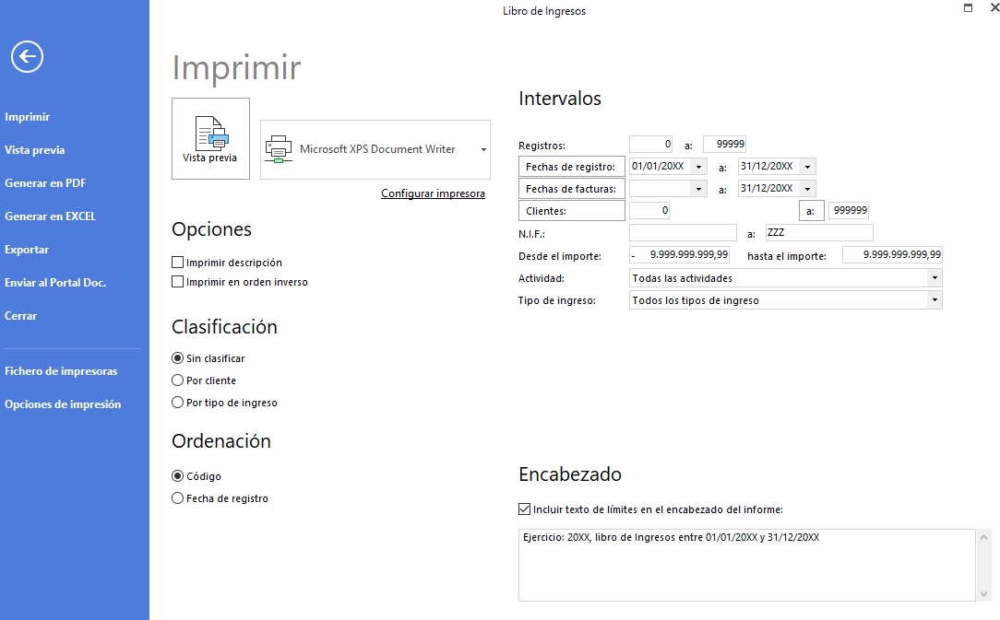 Libro de Ingresos
Imprimir
Vista previa
Generar en PDF
Generar en EXCEL
Exportar
Enviar al Portal Doc.
Cerrar
Fichero de impresoras
Opciones de impresión
Imprimir
Vista previa
Microsoft XPS Document Writer
Configurar impresora
Opciones
Imprimir descripción
Imprimir en orden inverso
Clasificación
Sin clasificar
Por cliente
Por tipo de ingreso
Ordenación
Código
Fecha de registro
Intervalos
Registros: 0 a: 99999
Fechas de registro: 01/01/20XX a: 31/12/20XX
Fechas de facturas: a: 31/12/20XX
Clientes: 0 a: 999999
N.I.F.: a: ZZZ
Desde el importe: - 9.999.999.999,99 hasta el importe: 9.999.999.999,99
Actividad: Todas las actividades
Tipo de ingreso: Todos los tipos de ingreso
Encabezado
Incluir texto de límites en el encabezado del informe:
Ejercicio: 20XX, libro de Ingresos entre 01/01/20XX y 31/12/20XX